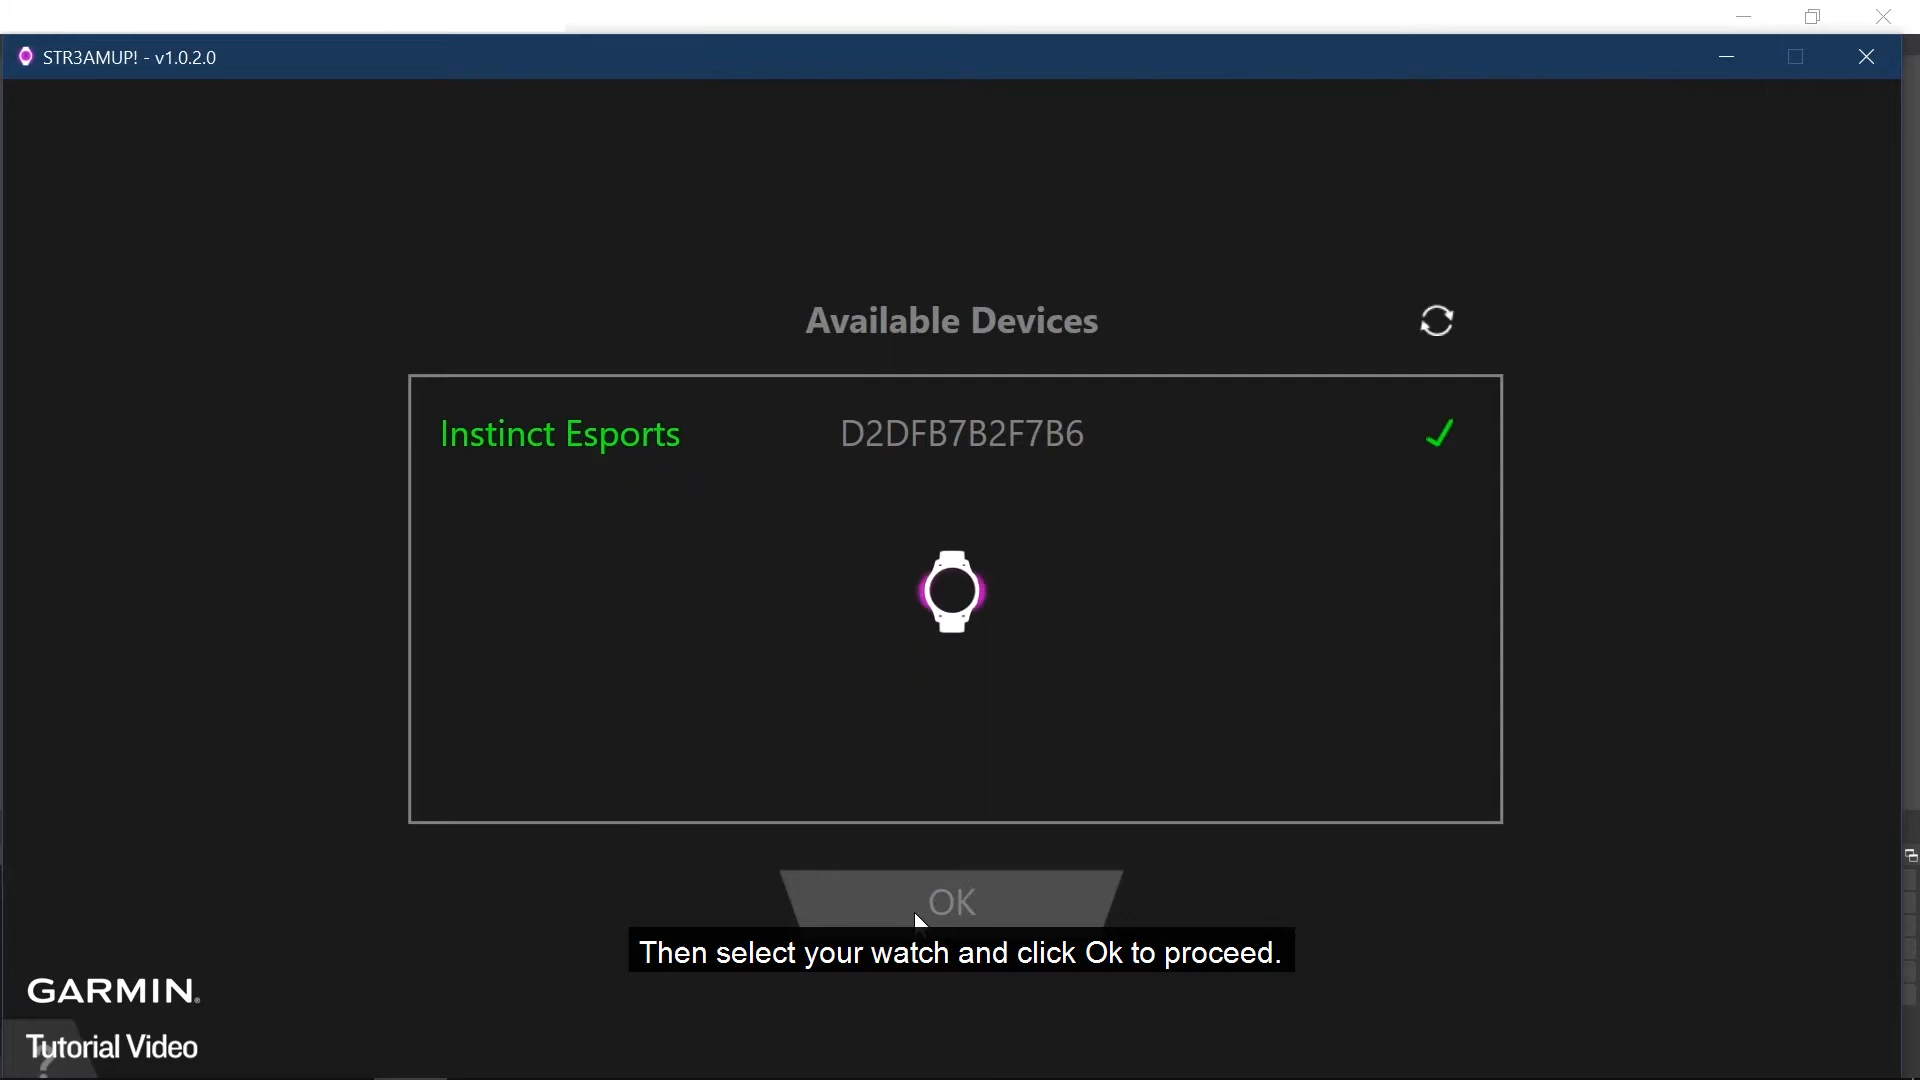 STR3AMUP! - v1.0.2.0
Available Devices
Instinct Esports D2DFB7B2F7B6
OK
Then select your watch and click Ok to proceed.
GARMIN®
Tutorial Video
?